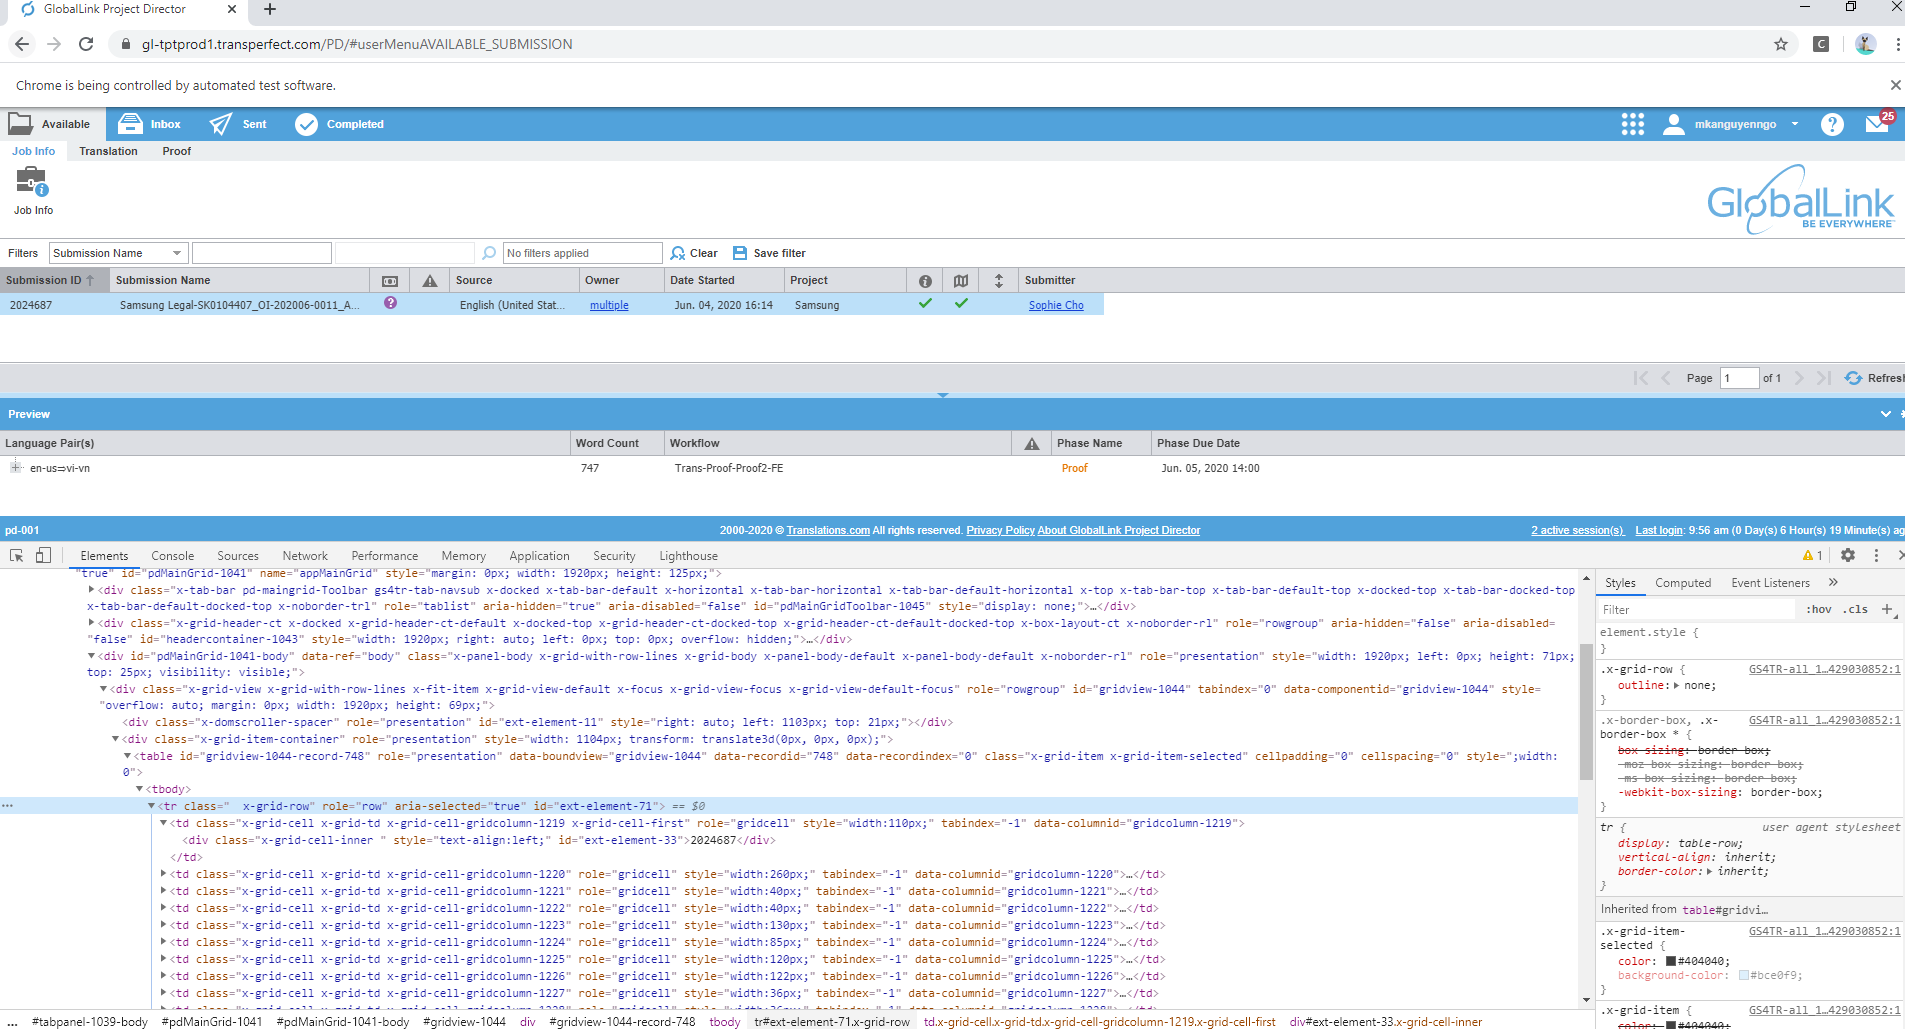 GlobalLink Project Director
gl-tptprod1.transperfect.com/PD/#userMenuAVAILABLE_SUBMISSION
Chrome is being controlled by automated test software.
Available Inbox Sent Completed mkanguyenngo ? 25
Job Info Translation Proof
Job Info
GlobalLink
BE EVERYWHERE
Filters Submission Name No filters applied Clear Save filter
Submission ID Submission Name Source Owner Date Started Project Submitter
2024687 Samsung Legal-SK0104407_OI-202006-0011_A... ? English (United Stat... multiple Jun. 04, 2020 16:14 Samsung Sophie Cho
Page 1 of 1 Refresh
Preview
Language Pair(s) Word Count Workflow Phase Name Phase Due Date
en-us⇒vi-vn 747 Trans-Proof-Proof2-FE Proof Jun. 05, 2020 14:00
pd-001 2000-2020 © Translations.com All rights reserved. Privacy Policy About GlobalLink Project Director 2 active session(s). Last login: 9:56 am (0 Day(s) 6 Hour(s) 19 Minute(s) ag
Elements Console Sources Network Performance Memory Application Security Lighthouse 1
"true" id="pdMainGrid-1041" name="appMainGrid" style="margin: 0px; width: 1920px; height: 125px;">
<div class="x-tab-bar pd-maingrid-Toolbar gs4tr-tab-navsub x-docked x-tab-bar-default x-horizontal x-tab-bar-horizontal x-tab-bar-default-horizontal x-top x-tab-bar-top x-tab-bar-default-top x-docked-top x-tab-bar-docked-top
x-tab-bar-default-docked-top x-noborder-trl" role="tablist" aria-hidden="true" aria-disabled="false" id="pdMainGridToolbar-1045" style="display: none;">…</div>
<div class="x-grid-header-ct x-docked x-grid-header-ct-default x-docked-top x-grid-header-ct-docked-top x-grid-header-ct-default-docked-top x-box-layout-ct x-noborder-rl" role="rowgroup" aria-hidden="false" aria-disabled=
"false" id="headercontainer-1043" style="width: 1920px; right: auto; left: 0px; top: 0px; overflow: hidden;">…</div>
<div id="pdMainGrid-1041-body" data-ref="body" class="x-panel-body x-grid-with-row-lines x-grid-body x-panel-body-default x-panel-body-default x-noborder-rl" role="presentation" style="width: 1920px; left: 0px; height: 71px;
top: 25px; visibility: visible;">
<div class="x-grid-view x-grid-with-row-lines x-fit-item x-grid-view-default x-focus x-grid-view-focus x-grid-view-default-focus" role="rowgroup" id="gridview-1044" tabindex="0" data-componentid="gridview-1044" style=
"overflow: auto; margin: 0px; width: 1920px; height: 69px;">
<div class="x-domscroller-spacer" role="presentation" id="ext-element-11" style="right: auto; left: 1103px; top: 21px;"></div>
<div class="x-grid-item-container" role="presentation" style="width: 1104px; transform: translate3d(0px, 0px, 0px);">
<table id="gridview-1044-record-748" role="presentation" data-boundview="gridview-1044" data-recordid="748" data-recordindex="0" class="x-grid-item x-grid-item-selected" cellpadding="0" cellspacing="0" style=";width:
0">
<tbody>
... <tr class="  x-grid-row" role="row" aria-selected="true" id="ext-element-71"> == $0
<td class="x-grid-cell x-grid-td x-grid-cell-gridcolumn-1219 x-grid-cell-first" role="gridcell" style="width:110px;" tabindex="-1" data-columnid="gridcolumn-1219">
<div class="x-grid-cell-inner " style="text-align:left;" id="ext-element-33">2024687</div>
</td>
<td class="x-grid-cell x-grid-td x-grid-cell-gridcolumn-1220" role="gridcell" style="width:260px;" tabindex="-1" data-columnid="gridcolumn-1220">…</td>
<td class="x-grid-cell x-grid-td x-grid-cell-gridcolumn-1221" role="gridcell" style="width:40px;" tabindex="-1" data-columnid="gridcolumn-1221">…</td>
<td class="x-grid-cell x-grid-td x-grid-cell-gridcolumn-1222" role="gridcell" style="width:40px;" tabindex="-1" data-columnid="gridcolumn-1222">…</td>
<td class="x-grid-cell x-grid-td x-grid-cell-gridcolumn-1223" role="gridcell" style="width:130px;" tabindex="-1" data-columnid="gridcolumn-1223">…</td>
<td class="x-grid-cell x-grid-td x-grid-cell-gridcolumn-1224" role="gridcell" style="width:85px;" tabindex="-1" data-columnid="gridcolumn-1224">…</td>
<td class="x-grid-cell x-grid-td x-grid-cell-gridcolumn-1225" role="gridcell" style="width:120px;" tabindex="-1" data-columnid="gridcolumn-1225">…</td>
<td class="x-grid-cell x-grid-td x-grid-cell-gridcolumn-1226" role="gridcell" style="width:122px;" tabindex="-1" data-columnid="gridcolumn-1226">…</td>
<td class="x-grid-cell x-grid-td x-grid-cell-gridcolumn-1227" role="gridcell" style="width:36px;" tabindex="-1" data-columnid="gridcolumn-1227">…</td>
... #tabpanel-1039-body #pdMainGrid-1041 #pdMainGrid-1041-body #gridview-1044 div #gridview-1044-record-748 tbody tr#ext-element-71.x-grid-row td.x-grid-cell.x-grid-td.x-grid-cell-gridcolumn-1219.x-grid-cell-first div#ext-element-33.x-grid-cell-inner
Styles Computed Event Listeners »
Filter :hov .cls +
element.style {
}
.x-grid-row { GS4TR-all_1…429030852:1
outline: none;
}
.x-border-box, .x- GS4TR-all_1…429030852:1
border-box * {
box-sizing: border-box;
-moz-box-sizing: border-box;
-ms-box-sizing: border-box;
-webkit-box-sizing: border-box;
}
tr { user agent stylesheet
display: table-row;
vertical-align: inherit;
border-color: inherit;
}
Inherited from table#gridvi…
.x-grid-item- GS4TR-all_1…429030852:1
selected {
color: #404040;
background-color: #bce0f9;
}
.x-grid-item { GS4TR-all_1…429030852:1